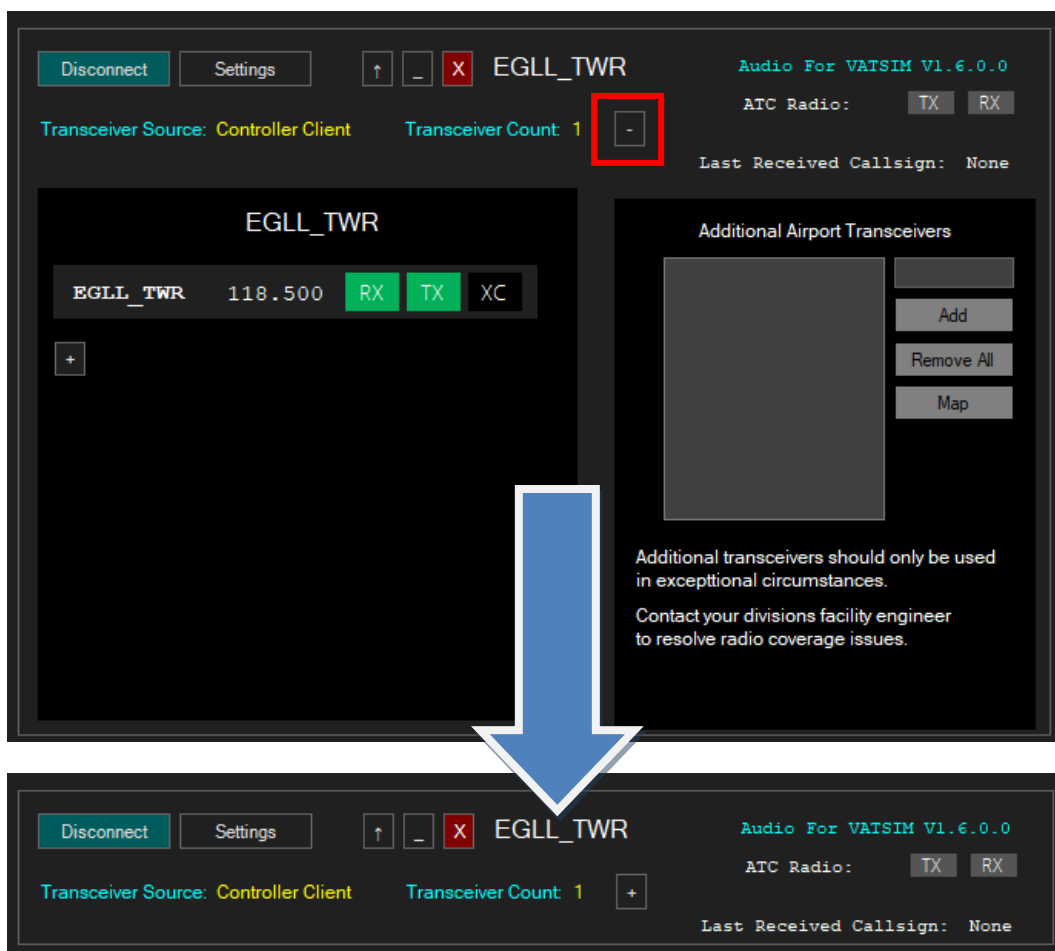 Disconnect Settings ↑ _ X EGLL_TWR Audio For VATSIM V1.6.0.0
ATC Radio: TX RX
Transceiver Source: Controller Client Transceiver Count: 1 -
Last Received Callsign: None
EGLL_TWR
EGLL_TWR 118.500 RX TX XC
+
Additional Airport Transceivers
Add
Remove All
Map
Additional transceivers should only be used
in excepttional circumstances.
Contact your divisions facility engineer
to resolve radio coverage issues.
Disconnect Settings ↑ _ X EGLL_TWR Audio For VATSIM V1.6.0.0
ATC Radio: TX RX
Transceiver Source: Controller Client Transceiver Count: 1 +
Last Received Callsign: None